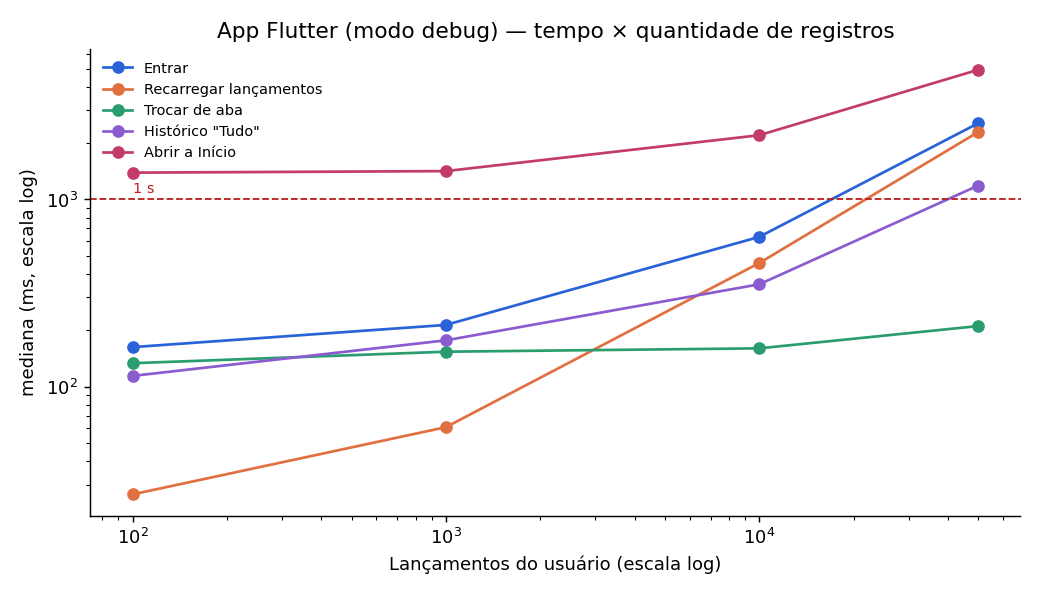 App Flutter (modo debug) — tempo × quantidade de registros
Entrar
Recarregar lançamentos
Trocar de aba
Histórico "Tudo"
Abrir a Início
1 s
mediana (ms, escala log)
10³
10²
10² 10³ 10⁴
Lançamentos do usuário (escala log)